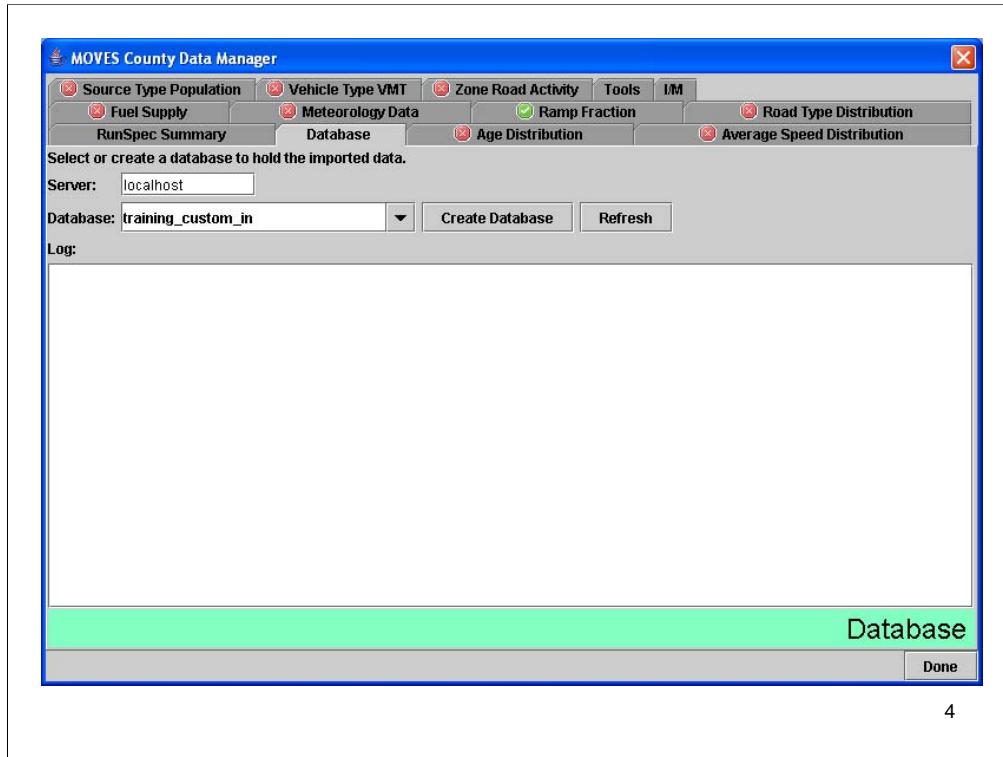 MOVES County Data Manager
Source Type Population Vehicle Type VMT Zone Road Activity Tools I/M
Fuel Supply Meteorology Data Ramp Fraction Road Type Distribution
RunSpec Summary Database Age Distribution Average Speed Distribution
Select or create a database to hold the imported data.
Server: localhost
Database: training_custom_in Create Database Refresh
Log:
Database
Done
4